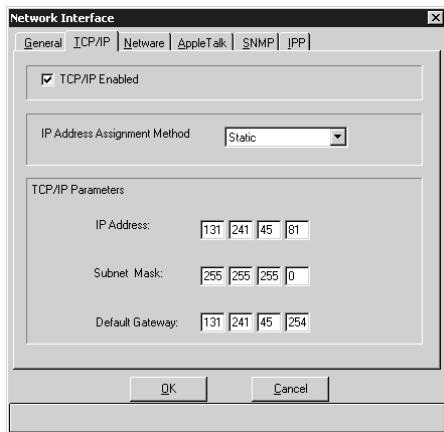 Network Interface
General TCP/IP Netware AppleTalk SNMP IPP
TCP/IP Enabled
IP Address Assignment Method Static
TCP/IP Parameters
IP Address: 131 241 45 81
Subnet Mask: 255 255 255 0
Default Gateway: 131 241 45 254
OK Cancel